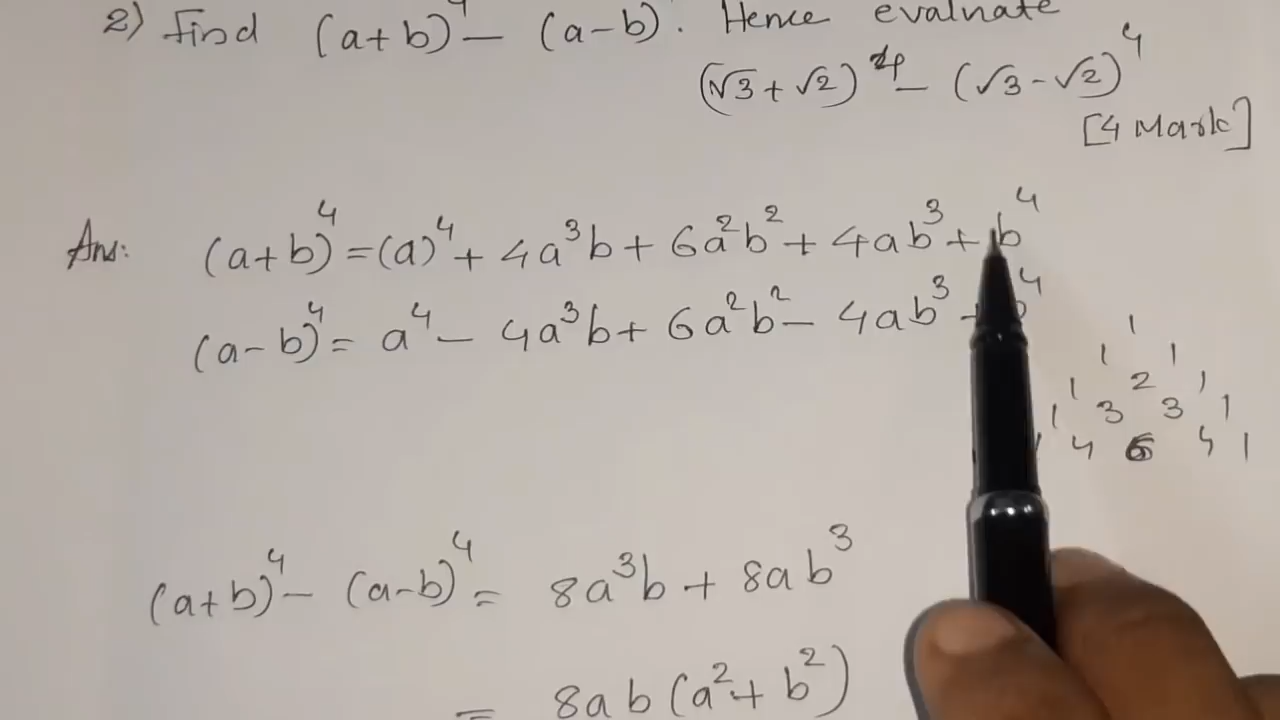 2) Find (a+b)⁴ – (a–b). Hence evaluate
(√3+√2)⁴ – (√3-√2)⁴
[4 Mark]
Ans: (a+b)⁴ = (a)⁴ + 4a³b + 6a²b² + 4ab³ + b⁴
(a-b)⁴ = a⁴ – 4a³b + 6a²b² – 4ab³ + b⁴
1
1 1
1 2 1
1 3 3 1
1 4 6 4 1
(a+b)⁴ – (a-b)⁴ = 8a³b + 8ab³
= 8ab(a²+b²)